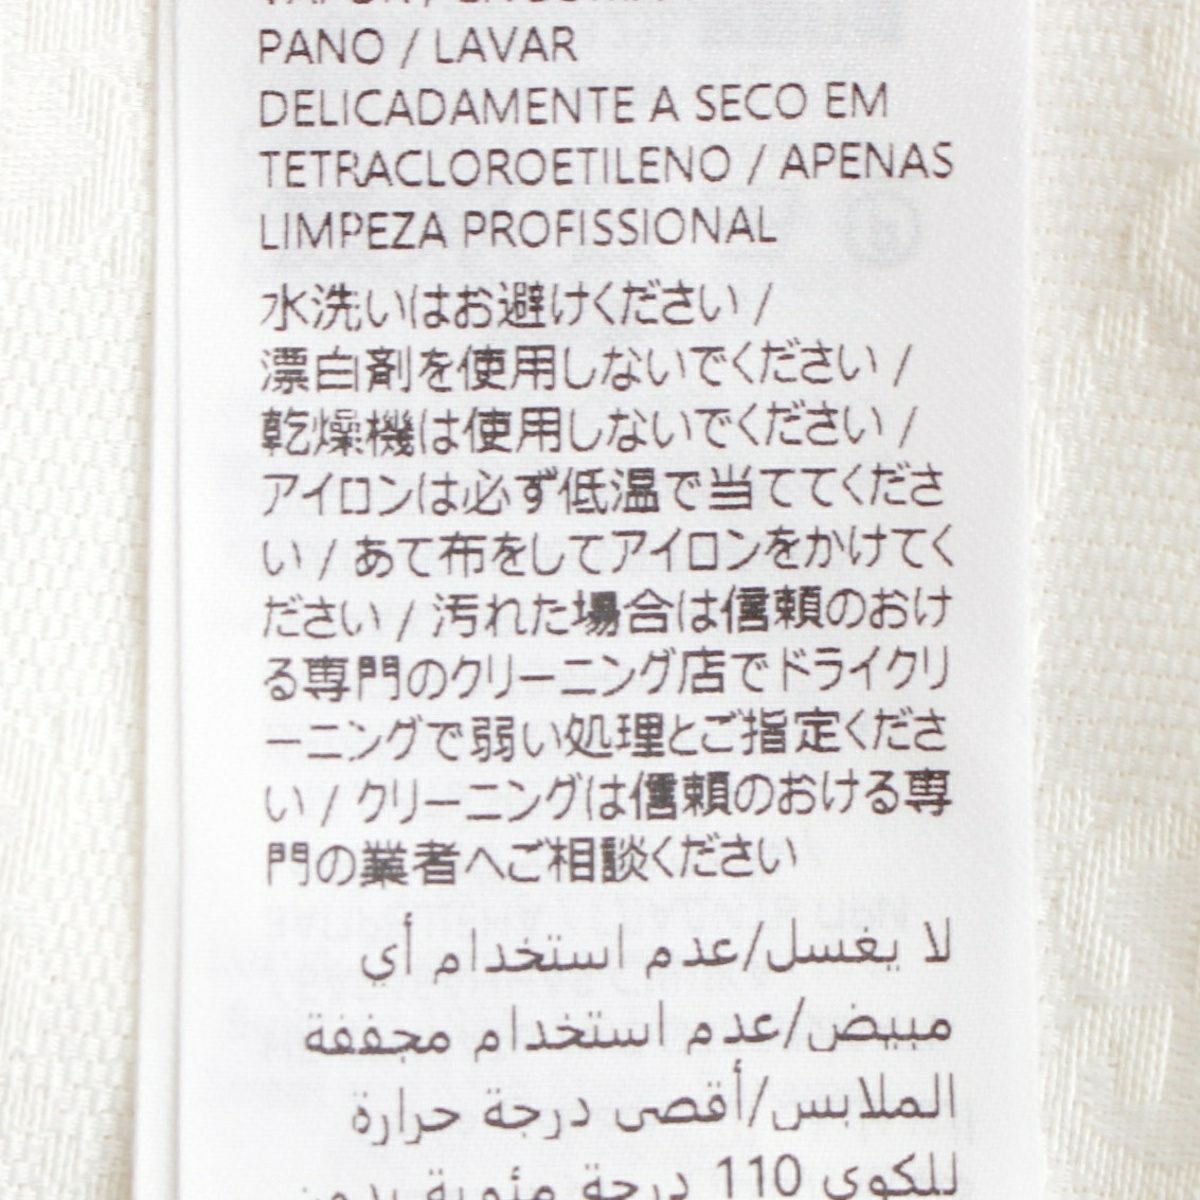 PANO / LAVAR
DELICADAMENTE A SECO EM
TETRACLOROETILENO / APENAS
LIMPEZA PROFISSIONAL
水洗いはお避けください /
漂白剤を使用しないでください /
乾燥機は使用しないでください /
アイロンは必ず低温で当ててくださ
い / あて布をしてアイロンをかけてく
ださい / 汚れた場合は信頼のおけ
る専門のクリーニング店でドライクリ
ーニングで弱い処理とご指定くださ
い / クリーニングは信頼のおける専
門の業者へご相談ください
لا يغسل/عدم استخدام أي
مبيض/عدم استخدام مجففة
الملابس/أقصى درجة حرارة
للكوي 110 درجة مئوية بدون